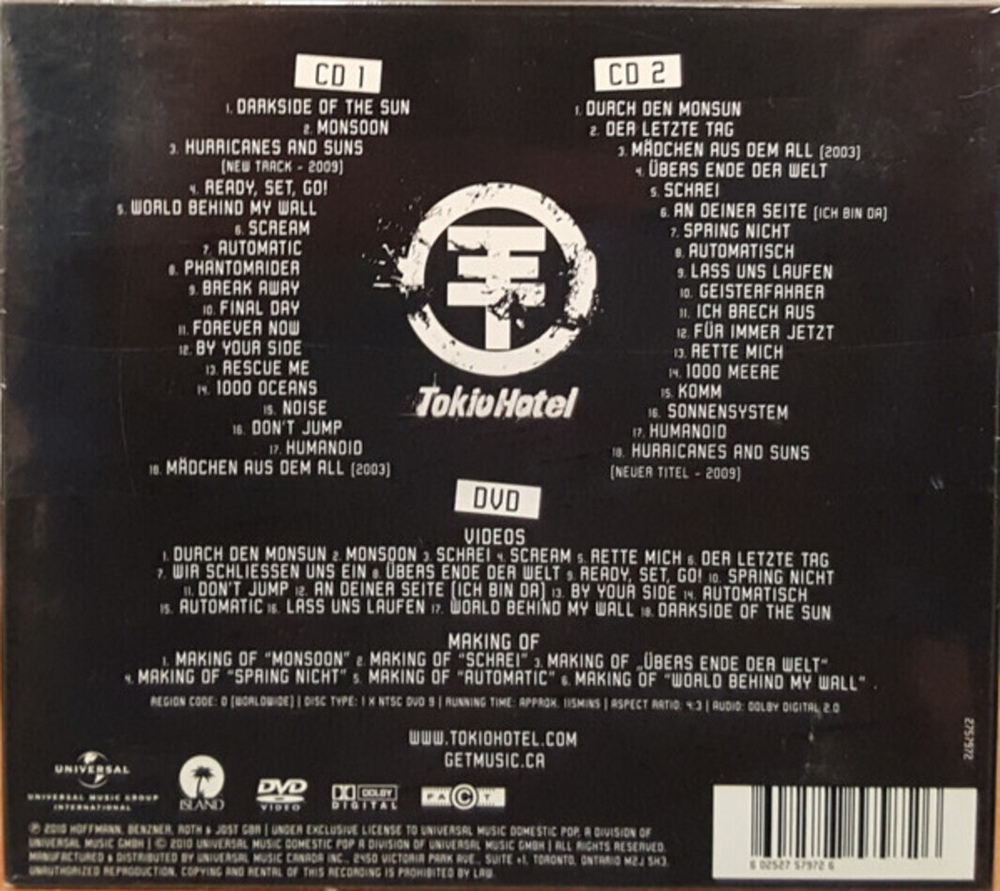 CD 1
1. DARKSIDE OF THE SUN
2. MONSOON
3. HURRICANES AND SUNS
(NEW TRACK - 2009)
4. READY, SET, GO!
5. WORLD BEHIND MY WALL
6. SCREAM
7. AUTOMATIC
8. PHANTOMRIDER
9. BREAK AWAY
10. FINAL DAY
11. FOREVER NOW
12. BY YOUR SIDE
13. RESCUE ME
14. 1000 OCEANS
15. NOISE
16. DON'T JUMP
17. HUMANOID
18. MÄDCHEN AUS DEM ALL (2003)
CD 2
1. DURCH DEN MONSUN
2. DER LETZTE TAG
3. MÄDCHEN AUS DEM ALL (2003)
4. ÜBERS ENDE DER WELT
5. SCHREI
6. AN DEINER SEITE (ICH BIN DA)
7. SPRING NICHT
8. AUTOMATISCH
9. LASS UNS LAUFEN
10. GEISTERFAHRER
11. ICH BRECH AUS
12. FÜR IMMER JETZT
13. RETTE MICH
14. 1000 MEERE
15. KOMM
16. SONNENSYSTEM
17. HUMANOID
18. HURRICANES AND SUNS
(NEUER TITEL - 2009)
Tokio Hotel
DVD
VIDEOS
1. DURCH DEN MONSUN 2. MONSOON 3. SCHREI 4. SCREAM 5. RETTE MICH 6. DER LETZTE TAG
7. WIR SCHLIESSEN UNS EIN 8. ÜBERS ENDE DER WELT 9. READY, SET, GO! 10. SPRING NICHT
11. DON'T JUMP 12. AN DEINER SEITE (ICH BIN DA) 13. BY YOUR SIDE 14. AUTOMATISCH
15. AUTOMATIC 16. LASS UNS LAUFEN 17. WORLD BEHIND MY WALL 18. DARKSIDE OF THE SUN
MAKING OF
1. MAKING OF "MONSOON" 2. MAKING OF "SCHREI" 3. MAKING OF „ÜBERS ENDE DER WELT"
4. MAKING OF "SPRING NICHT" 5. MAKING OF "AUTOMATIC" 6. MAKING OF "WORLD BEHIND MY WALL"
REGION CODE: 0 (WORLDWIDE) | DISC TYPE: 1 X NTSC DVD 9 | RUNNING TIME: APPROX. 115MINS | ASPECT RATIO: 4:3 | AUDIO: DOLBY DIGITAL 2.0
WWW.TOKIOHOTEL.COM
GETMUSIC.CA
2757972
UNIVERSAL
UNIVERSAL MUSIC GROUP
INTERNATIONAL
ISLAND
DVD
VIDEO
DOLBY
DIGITAL
PACT
℗ 2010 HOFFMANN, BENZNER, ROTH & JOST GBR | UNDER EXCLUSIVE LICENSE TO UNIVERSAL MUSIC DOMESTIC POP, A DIVISION OF
UNIVERSAL MUSIC GMBH | © 2010 UNIVERSAL MUSIC DOMESTIC POP A DIVISION OF UNIVERSAL MUSIC GMBH | ALL RIGHTS RESERVED.
MANUFACTURED & DISTRIBUTED BY UNIVERSAL MUSIC CANADA INC., 2450 VICTORIA PARK AVE., SUITE #1, TORONTO, ONTARIO M2J 5H3.
UNAUTHORIZED REPRODUCTION, COPYING AND RENTAL OF THIS RECORDING IS PROHIBITED BY LAW.
6 02527 57972 6